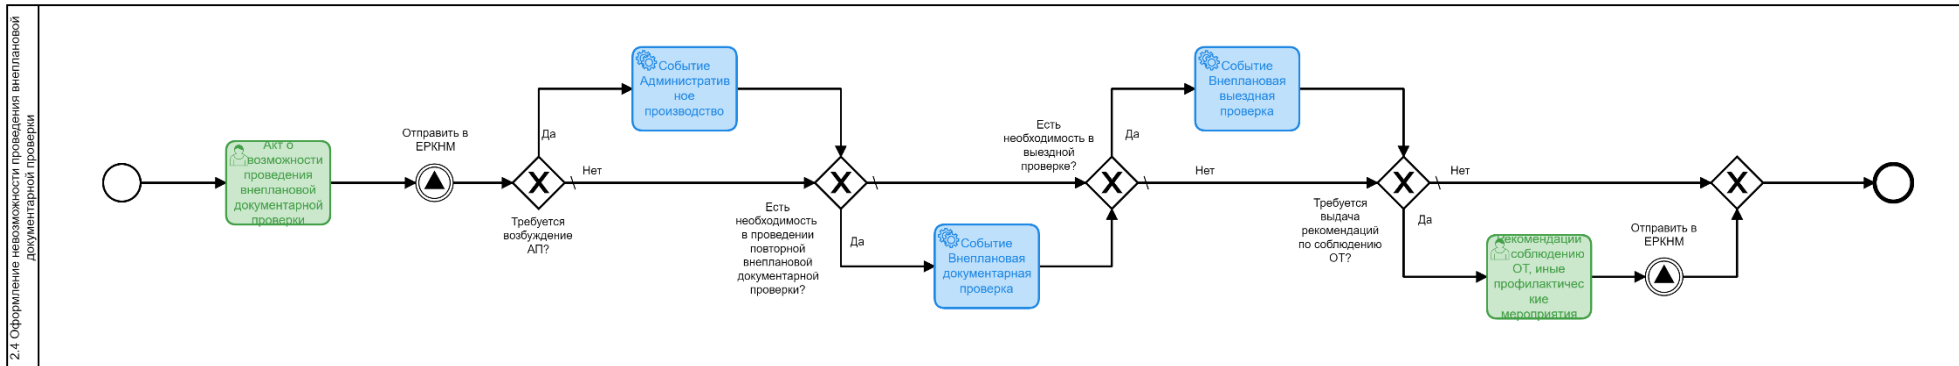 2.4 Оформление невозможности проведения внеплановой
документарной проверки
Акт о
возможности
проведения
внеплановой
документарной
проверки
Отправить в
ЕРКНМ
Требуется
возбуждение
АП?
Да
Нет
Событие
Административ
ное
производство
Есть
необходимость
в проведении
повторной
внеплановой
документарной
проверки?
Да
Событие
Внеплановая
документарная
проверка
Есть
необходимость в
выездной
проверке?
Да
Нет
Событие
Внеплановая
выездная
проверка
Требуется
выдача
рекомендаций
по соблюдению
ОТ?
Нет
Да
Рекомендации
соблюдению
ОТ, иные
профилактичес
кие
мероприятия
Отправить в
ЕРКНМ